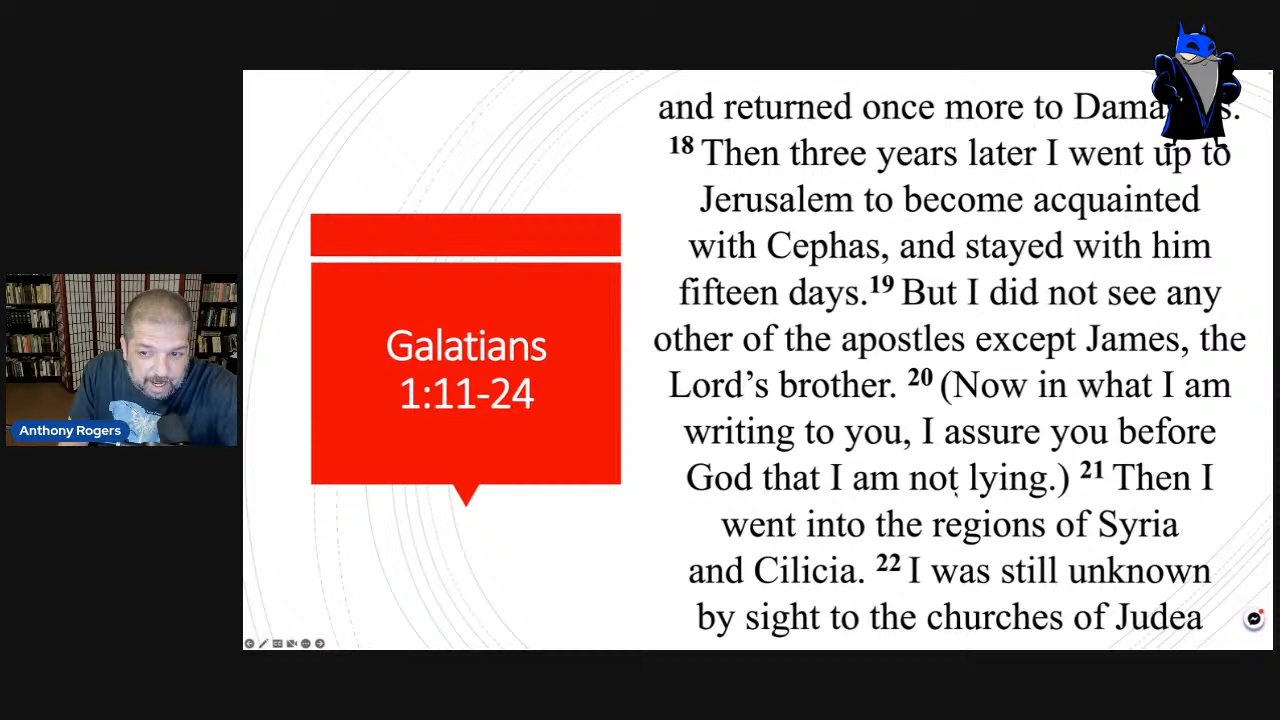 and returned once more to
18 Then three years later I went up to
Jerusalem to become acquainted
with Cephas, and stayed with him
fifteen days.19 But I did not see any
other of the apostles except James, the
Lord's brother. 20 (Now in what I am
writing to you, I assure you before
God that I am not lying.) 21 Then I
went into the regions of Syria
and Cilicia. 22 I was still unknown
by sight to the churches of Judea
Galatians
1:11-24
Anthony Rogers